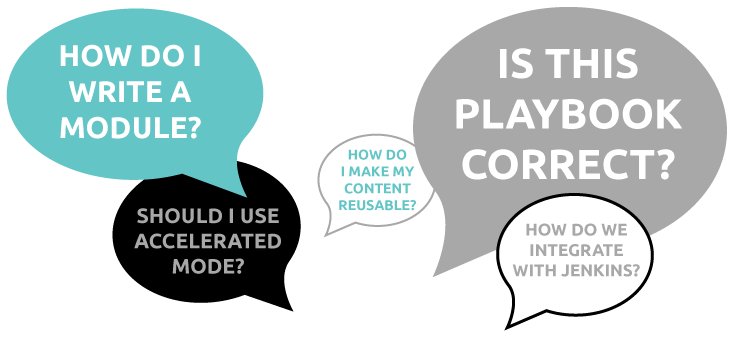 HOW DO I
WRITE A
MODULE?
SHOULD I USE
ACCELERATED
MODE?
HOW DO
I MAKE MY
CONTENT
REUSABLE?
IS THIS
PLAYBOOK
CORRECT?
HOW DO WE
INTEGRATE
WITH JENKINS?